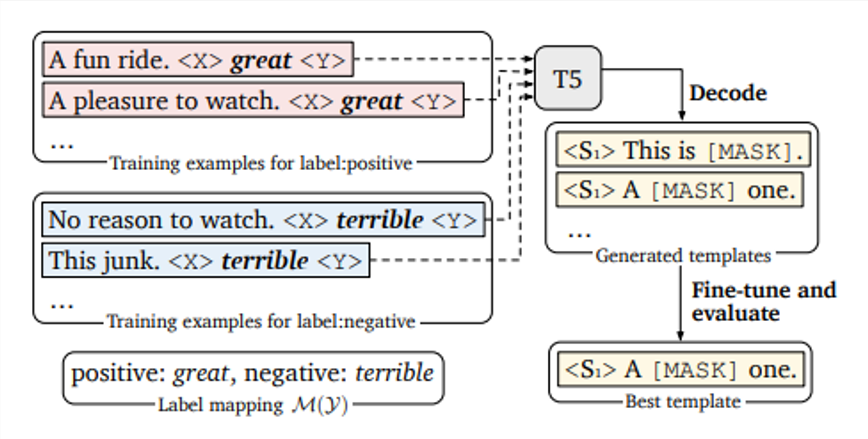 A fun ride. <X> great <Y>
A pleasure to watch. <X> great <Y>
...
Training examples for label:positive
No reason to watch. <X> terrible <Y>
This junk. <X> terrible <Y>
...
Training examples for label:negative
positive: great, negative: terrible
Label mapping M(Y)
T5
Decode
<S₁> This is [MASK].
<S₁> A [MASK] one.
...
Generated templates
Fine-tune and
evaluate
<S₁> A [MASK] one.
Best template